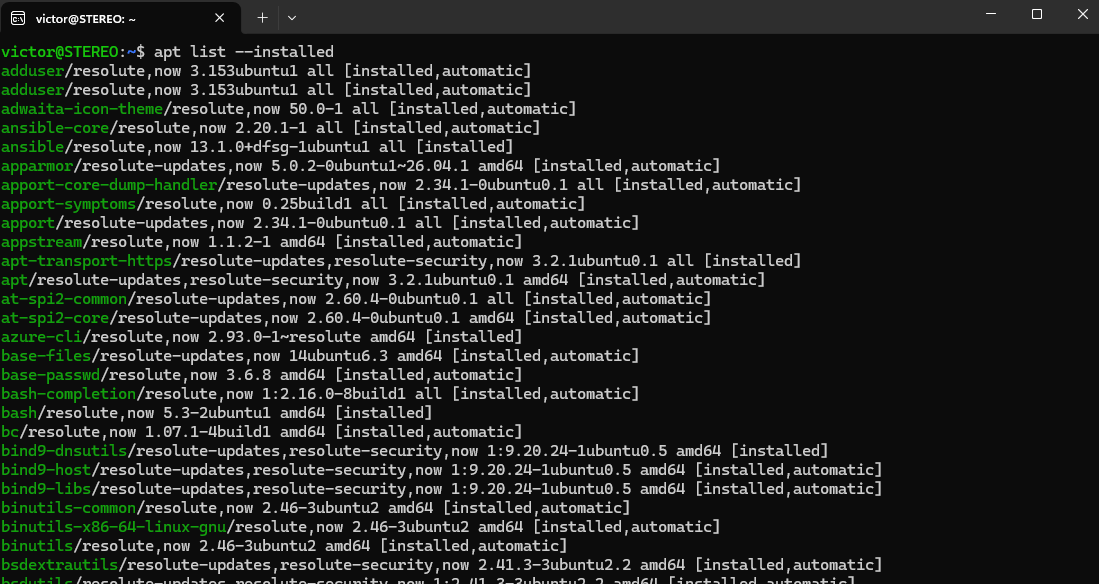 victor@STEREO: ~
victor@STEREO:~$ apt list --installed
adduser/resolute,now 3.153ubuntu1 all [installed,automatic]
adduser/resolute,now 3.153ubuntu1 all [installed,automatic]
adwaita-icon-theme/resolute,now 50.0-1 all [installed,automatic]
ansible-core/resolute,now 2.20.1-1 all [installed,automatic]
ansible/resolute,now 13.1.0+dfsg-1ubuntu1 all [installed]
apparmor/resolute-updates,now 5.0.2-0ubuntu1~26.04.1 amd64 [installed,automatic]
apport-core-dump-handler/resolute-updates,now 2.34.1-0ubuntu0.1 all [installed,automatic]
apport-symptoms/resolute,now 0.25build1 all [installed,automatic]
apport/resolute-updates,now 2.34.1-0ubuntu0.1 all [installed,automatic]
appstream/resolute,now 1.1.2-1 amd64 [installed,automatic]
apt-transport-https/resolute-updates,resolute-security,now 3.2.1ubuntu0.1 all [installed]
apt/resolute-updates,resolute-security,now 3.2.1ubuntu0.1 amd64 [installed,automatic]
at-spi2-common/resolute-updates,now 2.60.4-0ubuntu0.1 all [installed,automatic]
at-spi2-core/resolute-updates,now 2.60.4-0ubuntu0.1 amd64 [installed,automatic]
azure-cli/resolute,now 2.93.0-1~resolute amd64 [installed]
base-files/resolute-updates,now 14ubuntu6.3 amd64 [installed,automatic]
base-passwd/resolute,now 3.6.8 amd64 [installed,automatic]
bash-completion/resolute,now 1:2.16.0-8build1 all [installed,automatic]
bash/resolute,now 5.3-2ubuntu1 amd64 [installed]
bc/resolute,now 1.07.1-4build1 amd64 [installed,automatic]
bind9-dnsutils/resolute-updates,resolute-security,now 1:9.20.24-1ubuntu0.5 amd64 [installed]
bind9-host/resolute-updates,resolute-security,now 1:9.20.24-1ubuntu0.5 amd64 [installed,automatic]
bind9-libs/resolute-updates,resolute-security,now 1:9.20.24-1ubuntu0.5 amd64 [installed,automatic]
binutils-common/resolute,now 2.46-3ubuntu2 amd64 [installed,automatic]
binutils-x86-64-linux-gnu/resolute,now 2.46-3ubuntu2 amd64 [installed,automatic]
binutils/resolute,now 2.46-3ubuntu2 amd64 [installed,automatic]
bsdextrautils/resolute-updates,resolute-security,now 2.41.3-3ubuntu2.2 amd64 [installed,automatic]
bsdutils/resolute-updates,resolute-security,now 1:2.41.3-3ubuntu2.2 amd64 [installed,automatic]